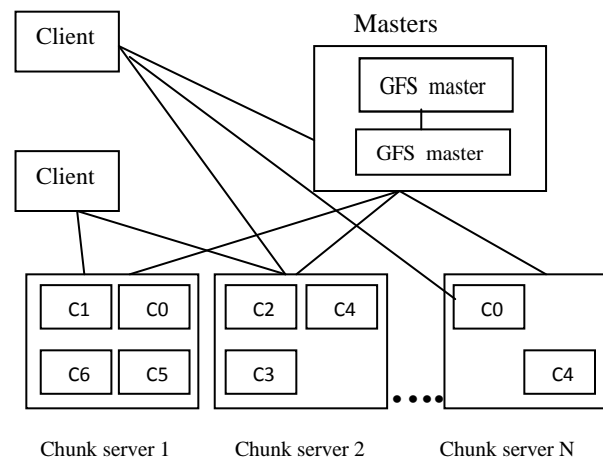 Client
Masters
GFS master
GFS master
Client
C1 C0
C6 C5
C2 C4
C3
C0
C4
Chunk server 1
Chunk server 2
Chunk server N